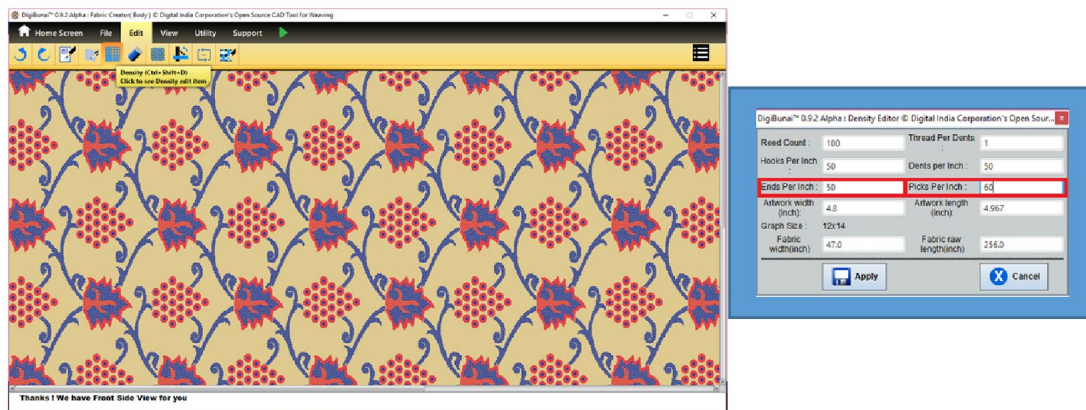 DigiBunai™ 0.9.2 Alpha : Fabric Creator( Body ) © Digital India Corporation's Open Source CAD Tool for Weaving
Home Screen File Edit View Utility Support
Density (Ctrl+Shift+D)
Click to see Density edit item
Thanks ! We have Front Side View for you
DigiBunai™ 0.9.2 Alpha : Density Editor © Digital India Corporation's Open Sour...
Reed Count : 100 Thread Per Dents : 1
Hooks Per Inch : 50 Dents per Inch : 50
Ends Per Inch : 50 Picks Per Inch : 60
Artwork width (inch): 4.8 Artwork length (inch): 4.967
Graph Size : 12x14
Fabric width(inch) 47.0 Fabric raw length(inch) 256.0
Apply Cancel